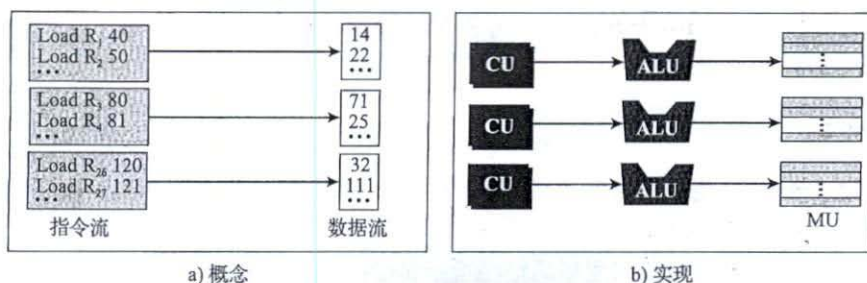 Load R₁ 40
Load R₂ 50
•••
14
22
•••
Load R₃ 80
Load R₄ 81
•••
71
25
•••
Load R₂₆ 120
Load R₂₇ 121
•••
32
111
•••
指令流
数据流
a) 概念
CU
ALU
CU
ALU
CU
ALU
MU
b) 实现